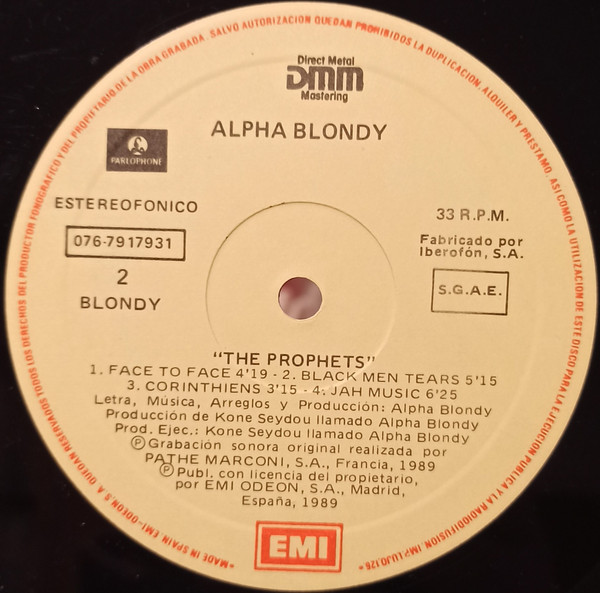 SALVO AUTORIZACION QUEDAN PROHIBIDOS LA DUPLICACION, ALQUILER Y PRESTAMO, ASI COMO LA UTILIZACION DE ESTE DISCO PARA LA EJECUCION PUBLICA Y LA RADIODIFUSION. IMP. LUJO,126
*MADE IN SPAIN EMI-ODEON, S.A. QUEDAN RESERVADOS TODOS LOS DERECHOS DEL PRODUCTOR FONOGRAFICO Y DEL PROPIETARIO DE LA OBRA GRABADA.
Direct Metal
DMM
Mastering
ALPHA BLONDY
PARLOPHONE
ESTEREOFONICO
33 R.P.M.
076-7917931
Fabricado por
Iberofón, S.A.
2
S.G.A.E.
BLONDY
"THE PROPHETS"
1. FACE TO FACE 4'19 - 2. BLACK MEN TEARS 5'15
3. CORINTHIENS 3'15 - 4. JAH MUSIC 6'25
Letra, Música, Arreglos y Producción: Alpha Blondy
Producción de Kone Seydou llamado Alpha Blondy
Prod. Ejec.: Kone Seydou llamado Alpha Blondy
Ⓟ Grabación sonora original realizada por
PATHE MARCONI, S.A., Francia, 1989
Ⓟ Publ. con licencia del propietario,
por EMI ODEON, S.A., Madrid,
España, 1989
EMI